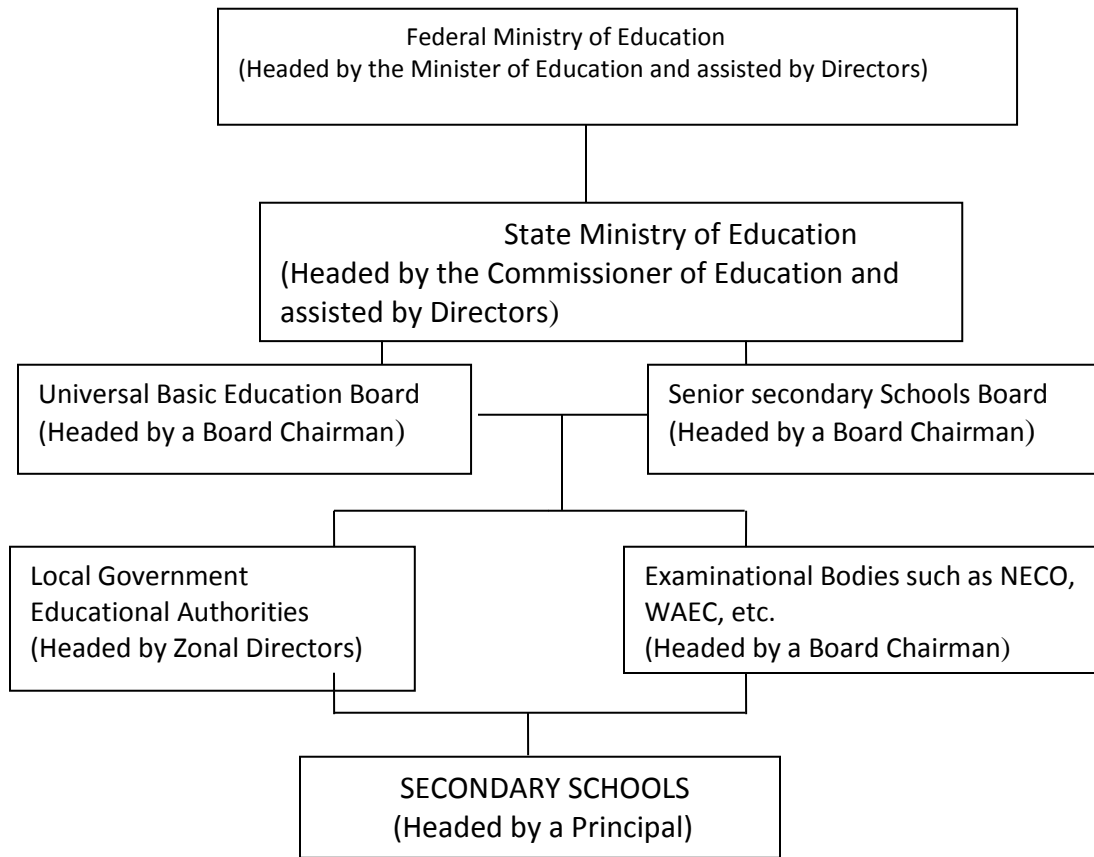 Federal Ministry of Education
(Headed by the Minister of Education and assisted by Directors)
State Ministry of Education
(Headed by the Commissioner of Education and
assisted by Directors)
Universal Basic Education Board
(Headed by a Board Chairman)
Senior secondary Schools Board
(Headed by a Board Chairman)
Local Government
Educational Authorities
(Headed by Zonal Directors)
Examinational Bodies such as NECO,
WAEC, etc.
(Headed by a Board Chairman)
SECONDARY SCHOOLS
(Headed by a Principal)